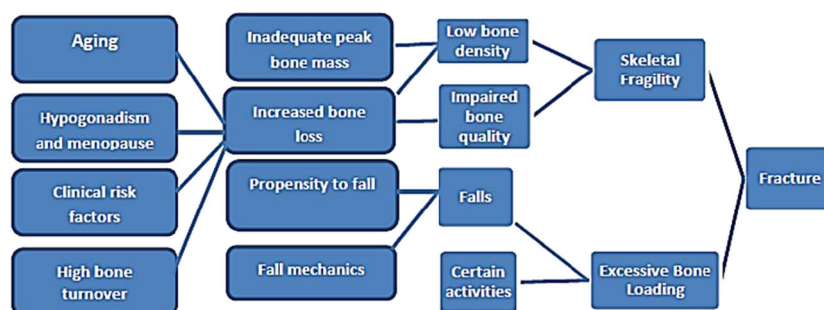 Aging
Hypogonadism
and menopause
Clinical risk
factors
High bone
turnover
Inadequate peak
bone mass
Increased bone
loss
Propensity to fall
Fall mechanics
Low bone
density
Impaired
bone
quality
Falls
Certain
activities
Skeletal
Fragility
Excessive Bone
Loading
Fracture